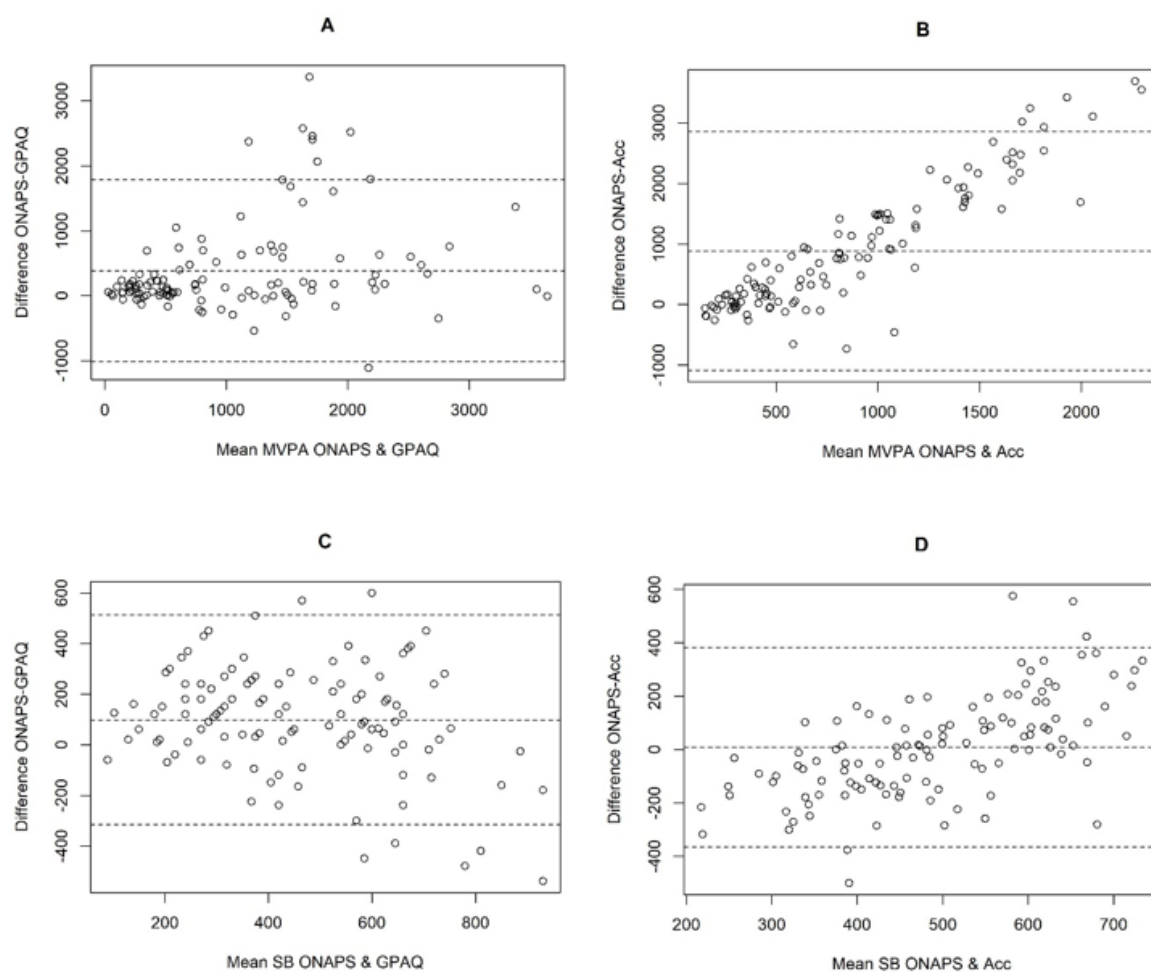 A
Difference ONAPS-GPAQ
3000
2000
1000
0
-1000
0 1000 2000 3000
Mean MVPA ONAPS & GPAQ
B
Difference ONAPS-Acc
3000
2000
1000
0
-1000
500 1000 1500 2000
Mean MVPA ONAPS & Acc
C
Difference ONAPS-GPAQ
600
400
200
0
-200
-400
200 400 600 800
Mean SB ONAPS & GPAQ
D
Difference ONAPS-Acc
600
400
200
0
-200
-400
200 300 400 500 600 700
Mean SB ONAPS & Acc